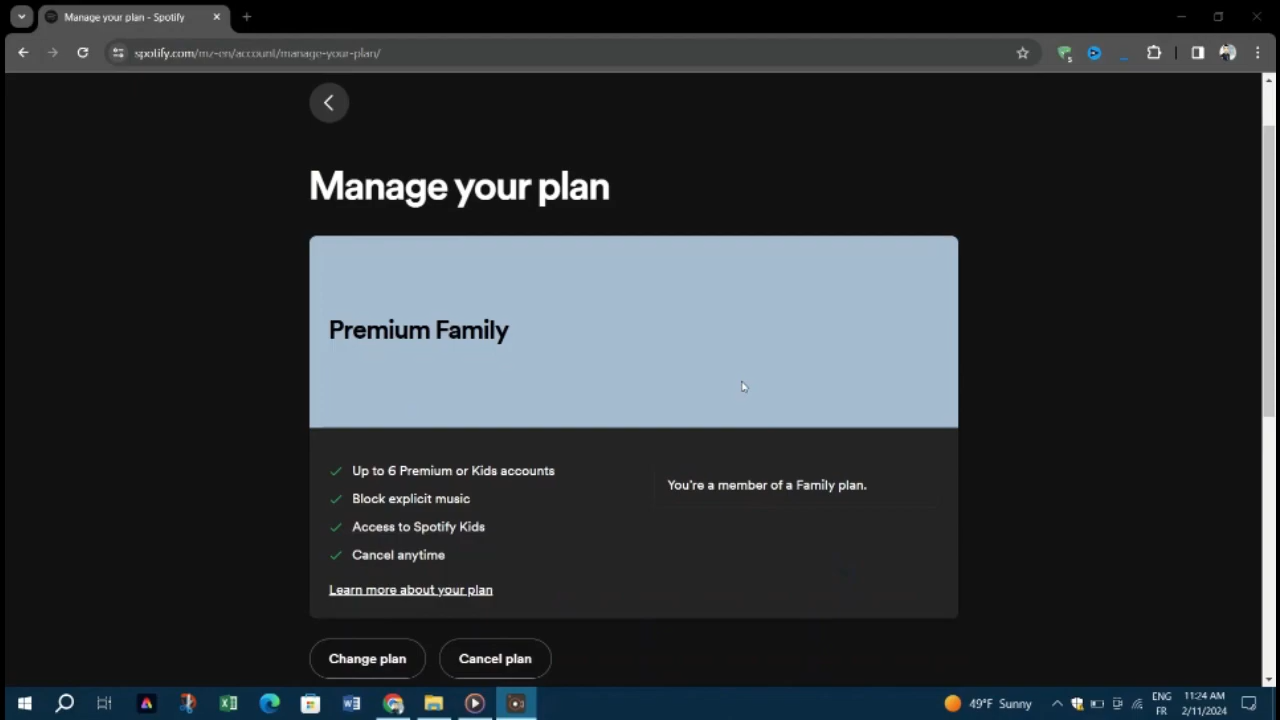 Manage your plan - Spotify
spotify.com/mz-en/account/manage-your-plan/
Manage your plan
Premium Family
Up to 6 Premium or Kids accounts
Block explicit music
Access to Spotify Kids
Cancel anytime
Learn more about your plan
You're a member of a Family plan.
Change plan
Cancel plan
49°F Sunny
ENG
FR
11:24 AM
2/11/2024